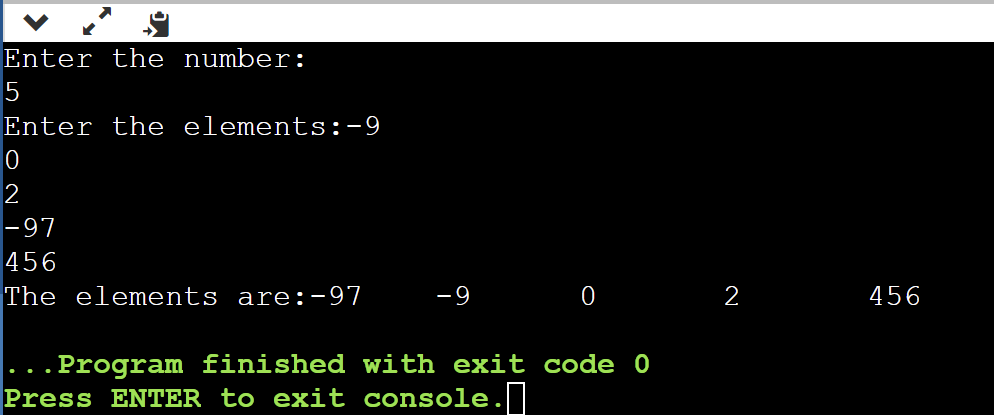 Enter the number:
5
Enter the elements:-9
0
2
-97
456
The elements are:-97    -9      0       2       456
...Program finished with exit code 0
Press ENTER to exit console.